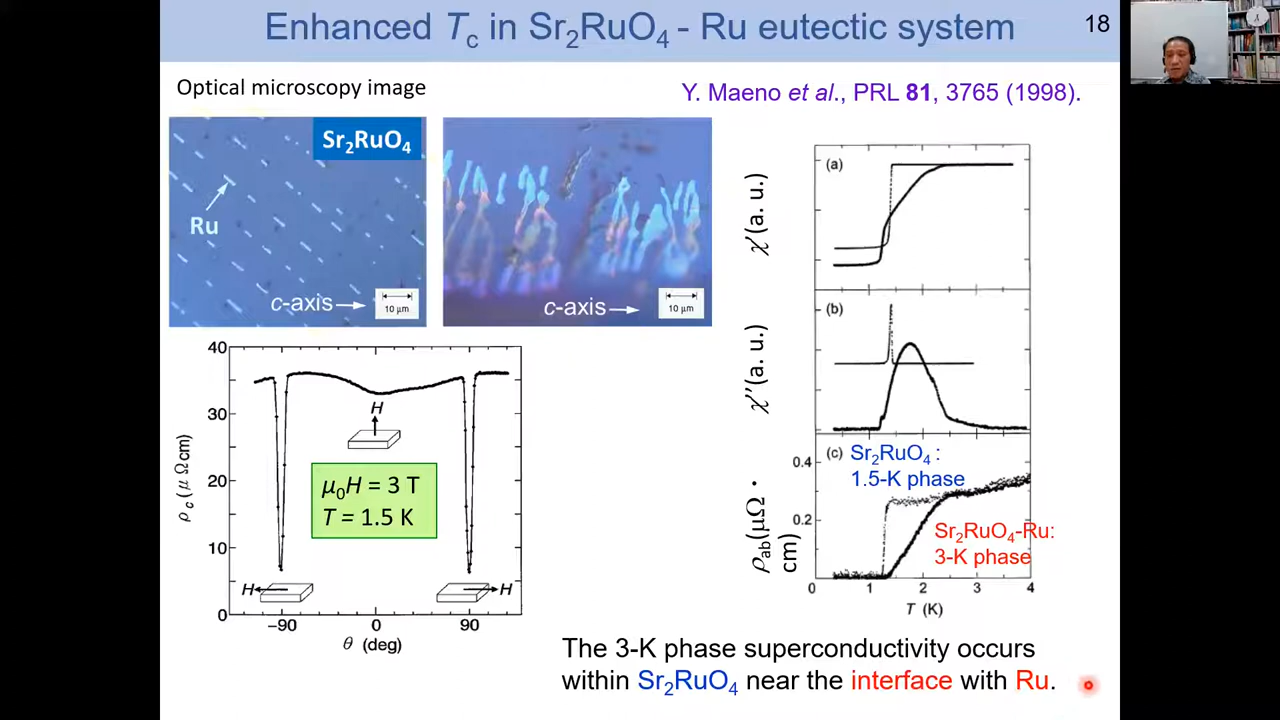 Enhanced Tc in Sr2RuO4 - Ru eutectic system
18
Optical microscopy image
Y. Maeno et al., PRL 81, 3765 (1998).
Sr2RuO4
Ru
c-axis
10 μm
c-axis
10 μm
40
30
20
10
0
ρc (μ Ωcm)
H
μ0H = 3 T
T = 1.5 K
H
H
−90
0
90
θ (deg)
(a)
χ′(a. u.)
(b)
χ′′(a. u.)
(c)
Sr2RuO4 :
1.5-K phase
Sr2RuO4-Ru:
3-K phase
0.4
0.2
ρab(μΩ・
cm)
0
0
1
2
3
4
T (K)
The 3-K phase superconductivity occurs
within Sr2RuO4 near the interface with Ru.